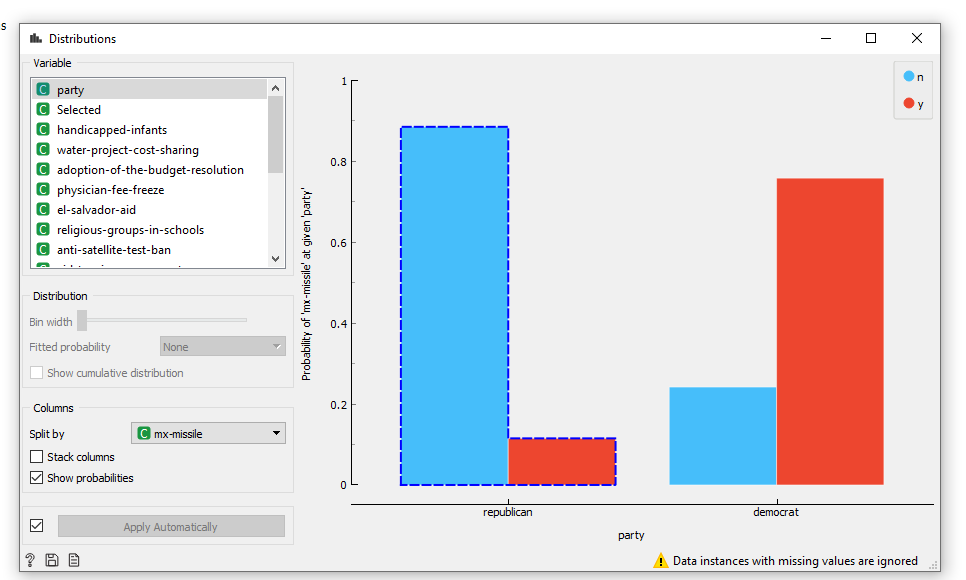 s
Distributions
Variable
C party
C Selected
C handicapped-infants
C water-project-cost-sharing
C adoption-of-the-budget-resolution
C physician-fee-freeze
C el-salvador-aid
C religious-groups-in-schools
C anti-satellite-test-ban
Distribution
Bin width
Fitted probability None
Show cumulative distribution
Columns
Split by C mx-missile
Stack columns
Show probabilities
Apply Automatically
?
Probability of 'mx-missile' at given 'party'
1
0.8
0.6
0.4
0.2
0
republican democrat
party
n
y
Data instances with missing values are ignored